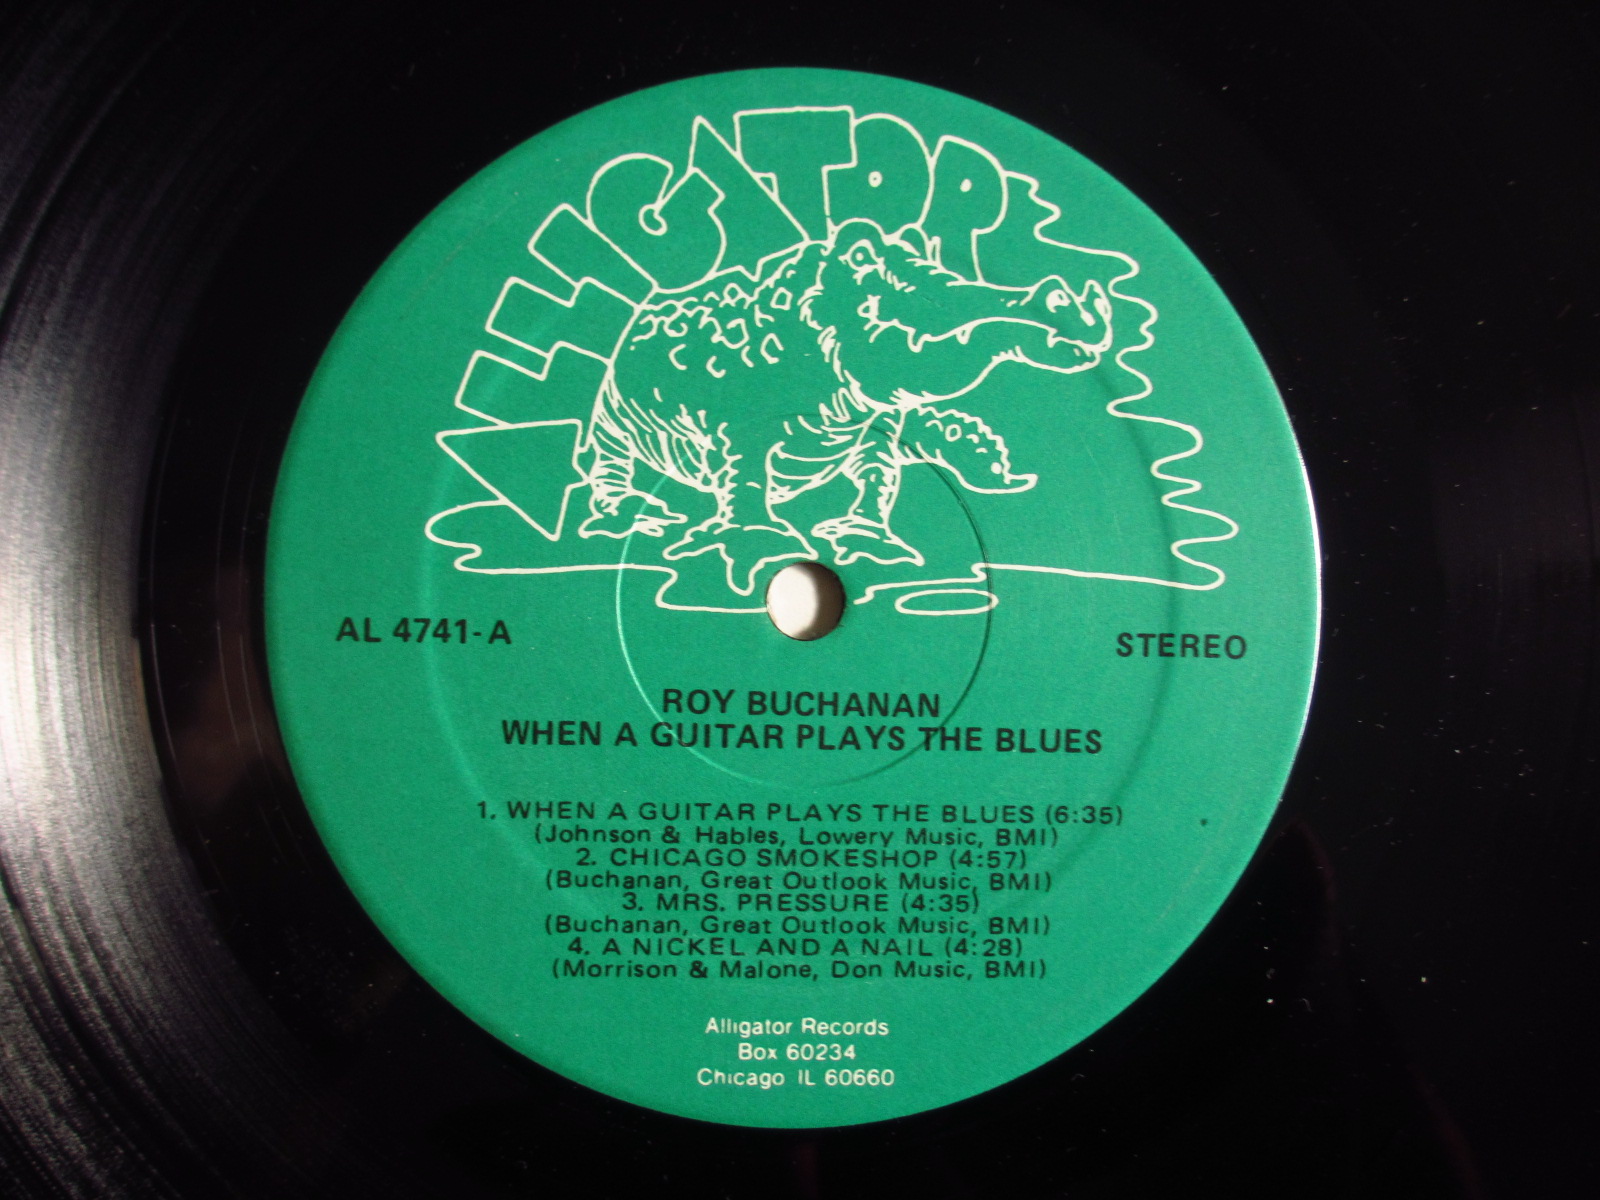 ALLIGATOR
AL 4741-A
STEREO
ROY BUCHANAN
WHEN A GUITAR PLAYS THE BLUES
1. WHEN A GUITAR PLAYS THE BLUES (6:35)
(Johnson & Hables, Lowery Music, BMI)
2. CHICAGO SMOKESHOP (4:57)
(Buchanan, Great Outlook Music, BMI)
3. MRS. PRESSURE (4:35)
(Buchanan, Great Outlook Music, BMI)
4. A NICKEL AND A NAIL (4:28)
(Morrison & Malone, Don Music, BMI)
Alligator Records
Box 60234
Chicago IL 60660